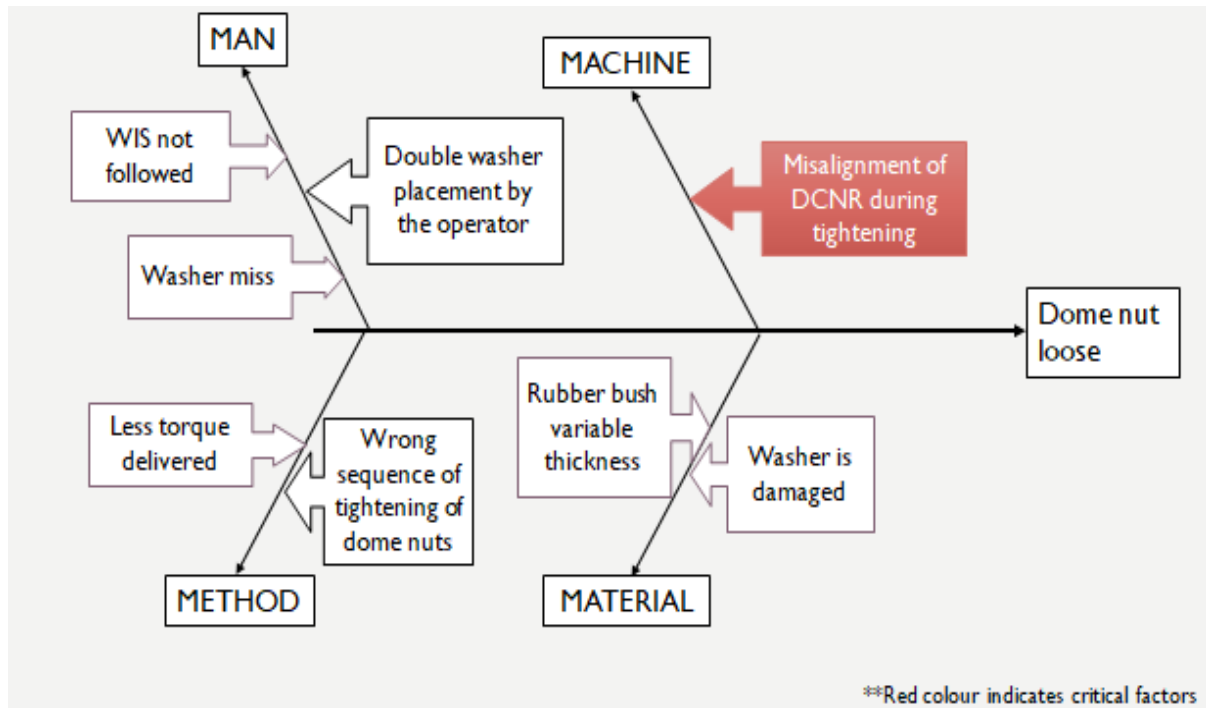 MAN
MACHINE
WIS not
followed
Double washer
placement by
the operator
Misalignment of
DCNR during
tightening
Washer miss
Dome nut
loose
Less torque
delivered
Wrong
sequence of
tightening of
dome nuts
Rubber bush
variable
thickness
Washer is
damaged
METHOD
MATERIAL
**Red colour indicates critical factors